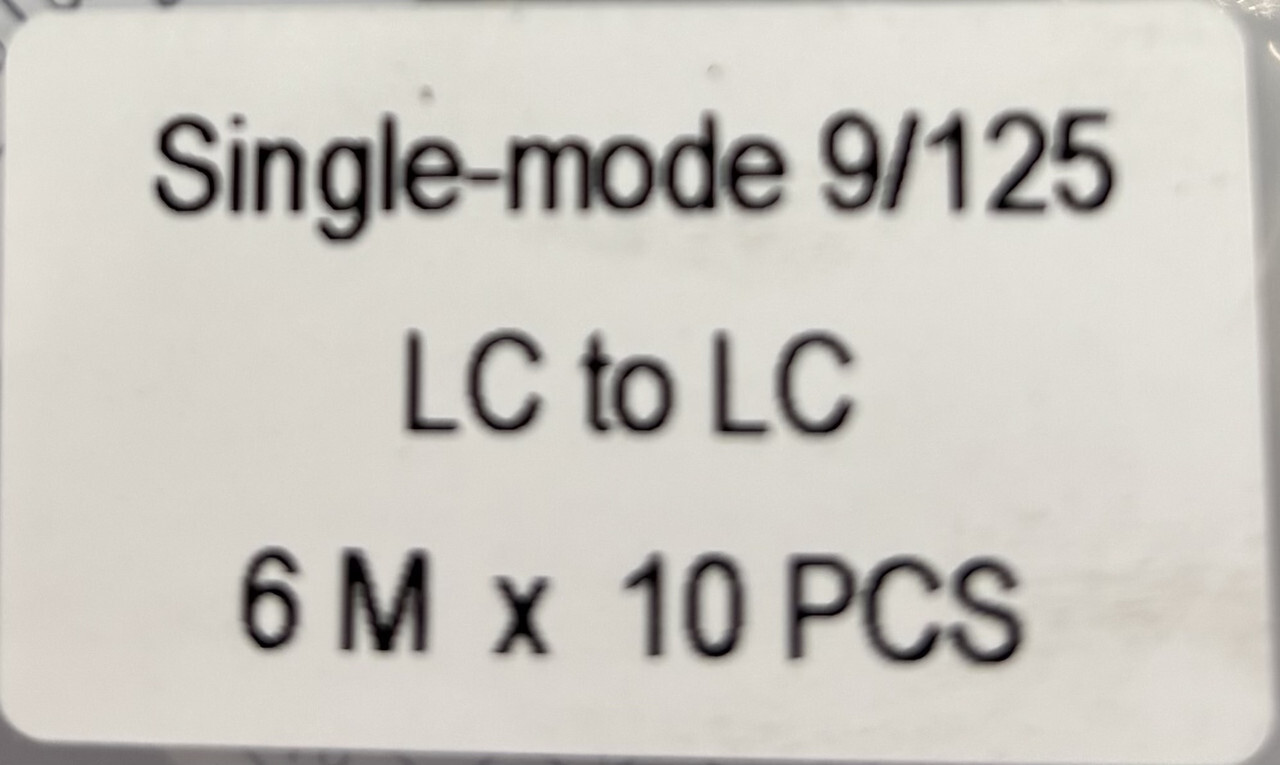 Single-mode 9/125
LC to LC
6 M x 10 PCS